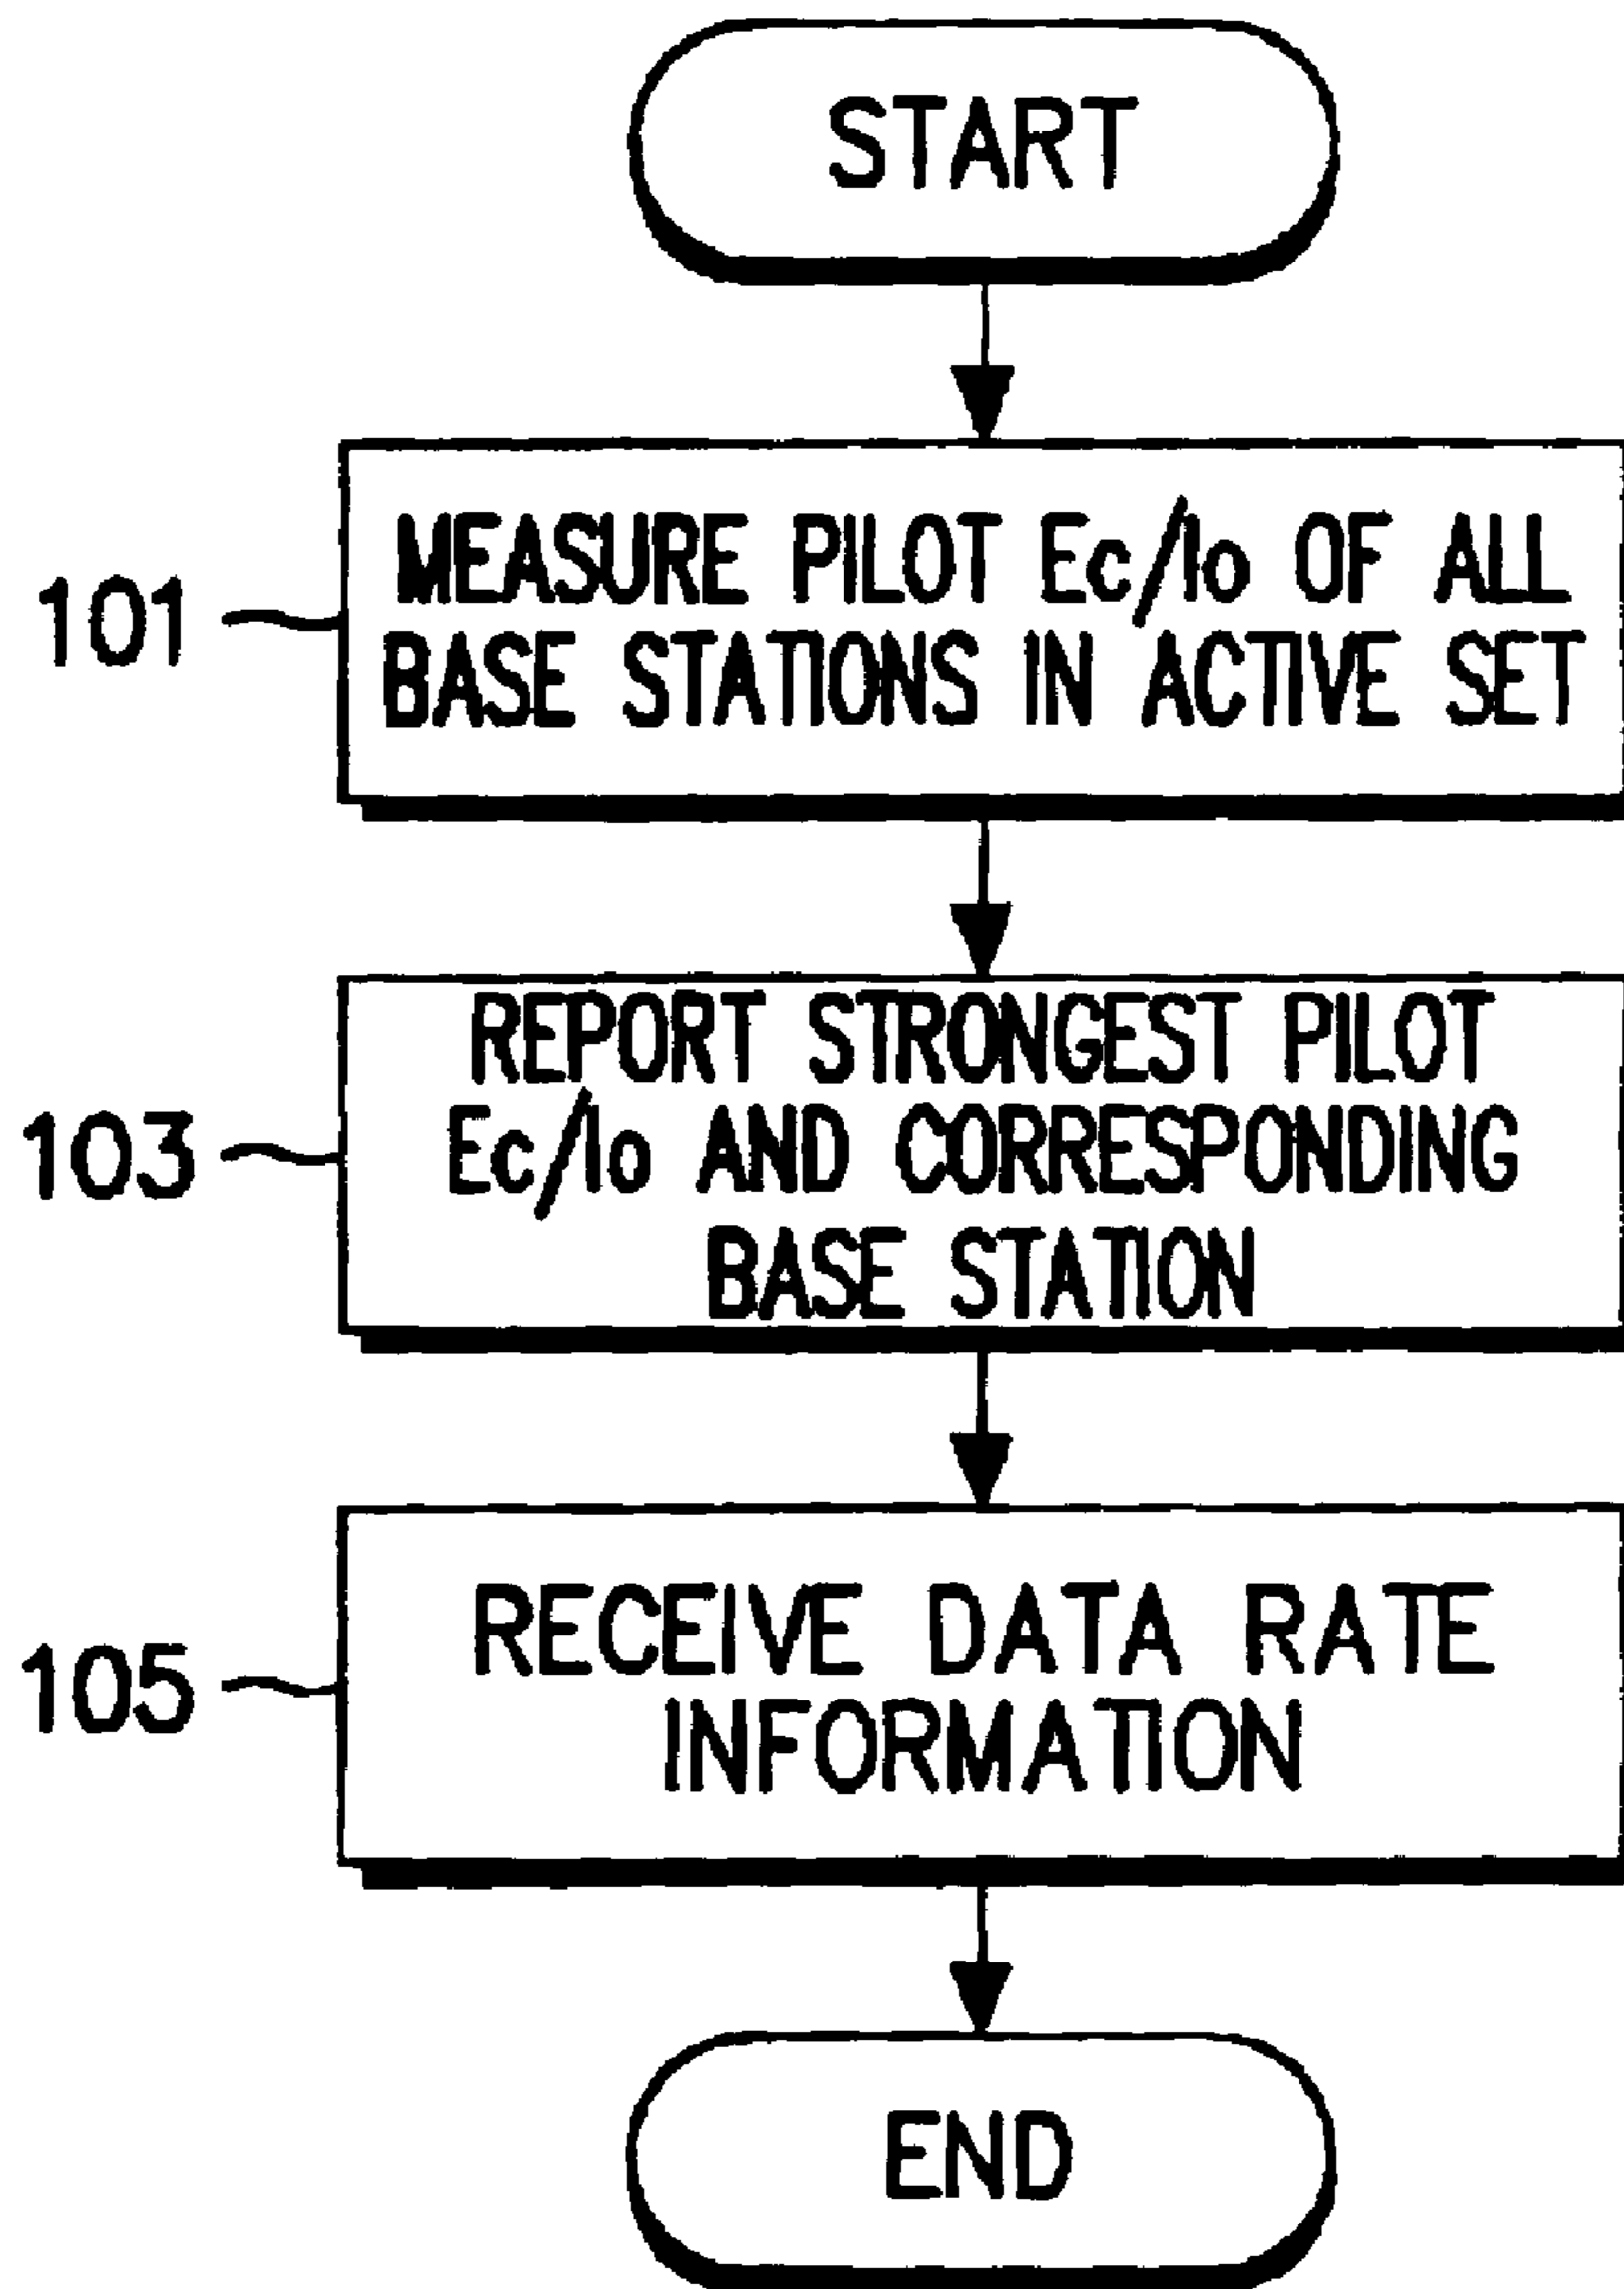 START
101
MEASURE PILOT Ec/Io OF ALL
BASE STATIONS IN ACTIVE SET
103
REPORT STRONGEST PILOT
Ec/Io AND CORRESPONDING
BASE STATION
105
RECEIVE DATA RATE
INFORMATION
END